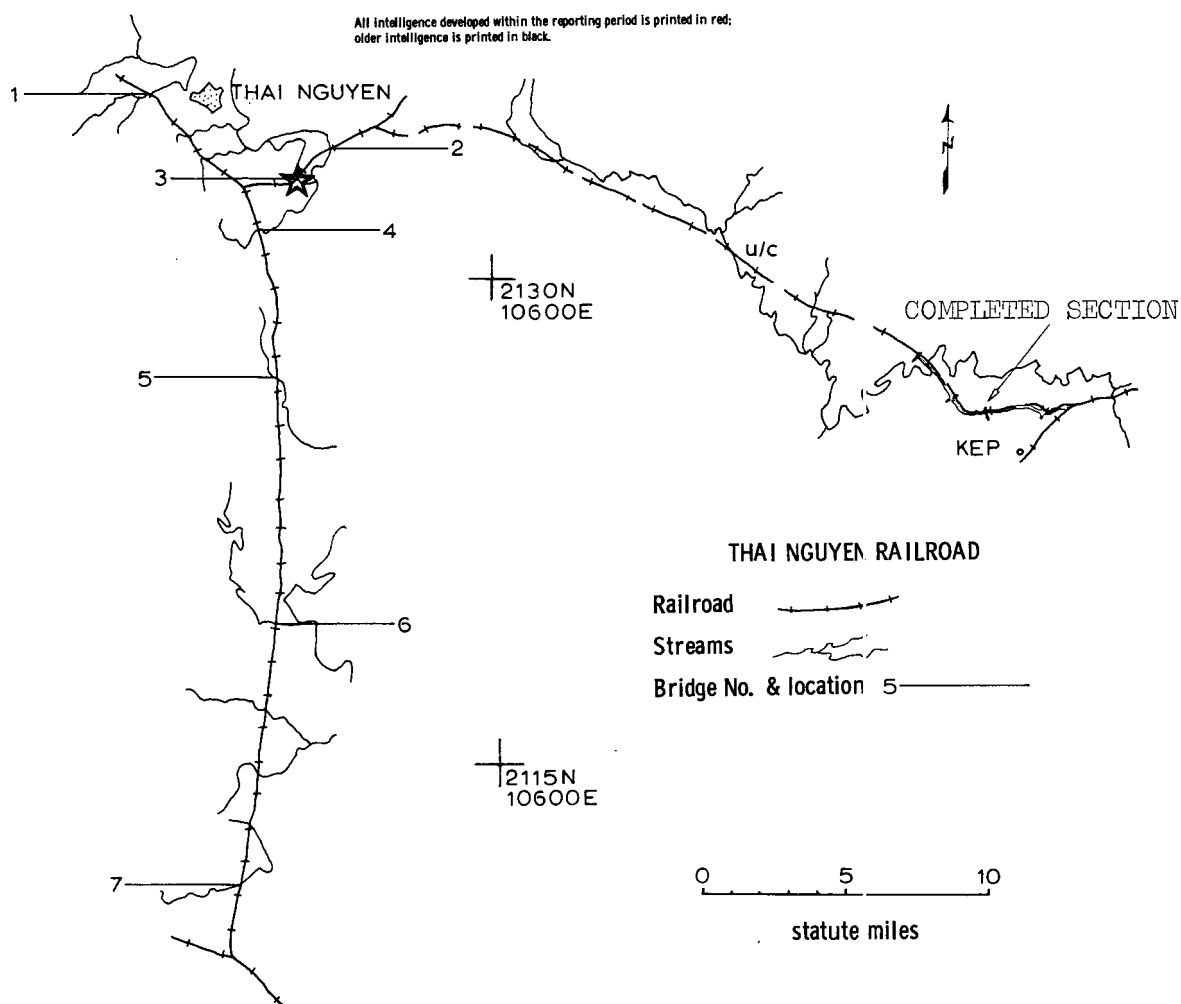 All intelligence developed within the reporting period is printed in red;
older intelligence is printed in black.
1
THAI NGUYEN
2
3
4
N
u/c
2130N
10600E
COMPLETED SECTION
5
KEP
THAI NGUYEN RAILROAD
Railroad
6
Streams
Bridge No. & location 5
2115N
10600E
7
0 5 10
statute miles